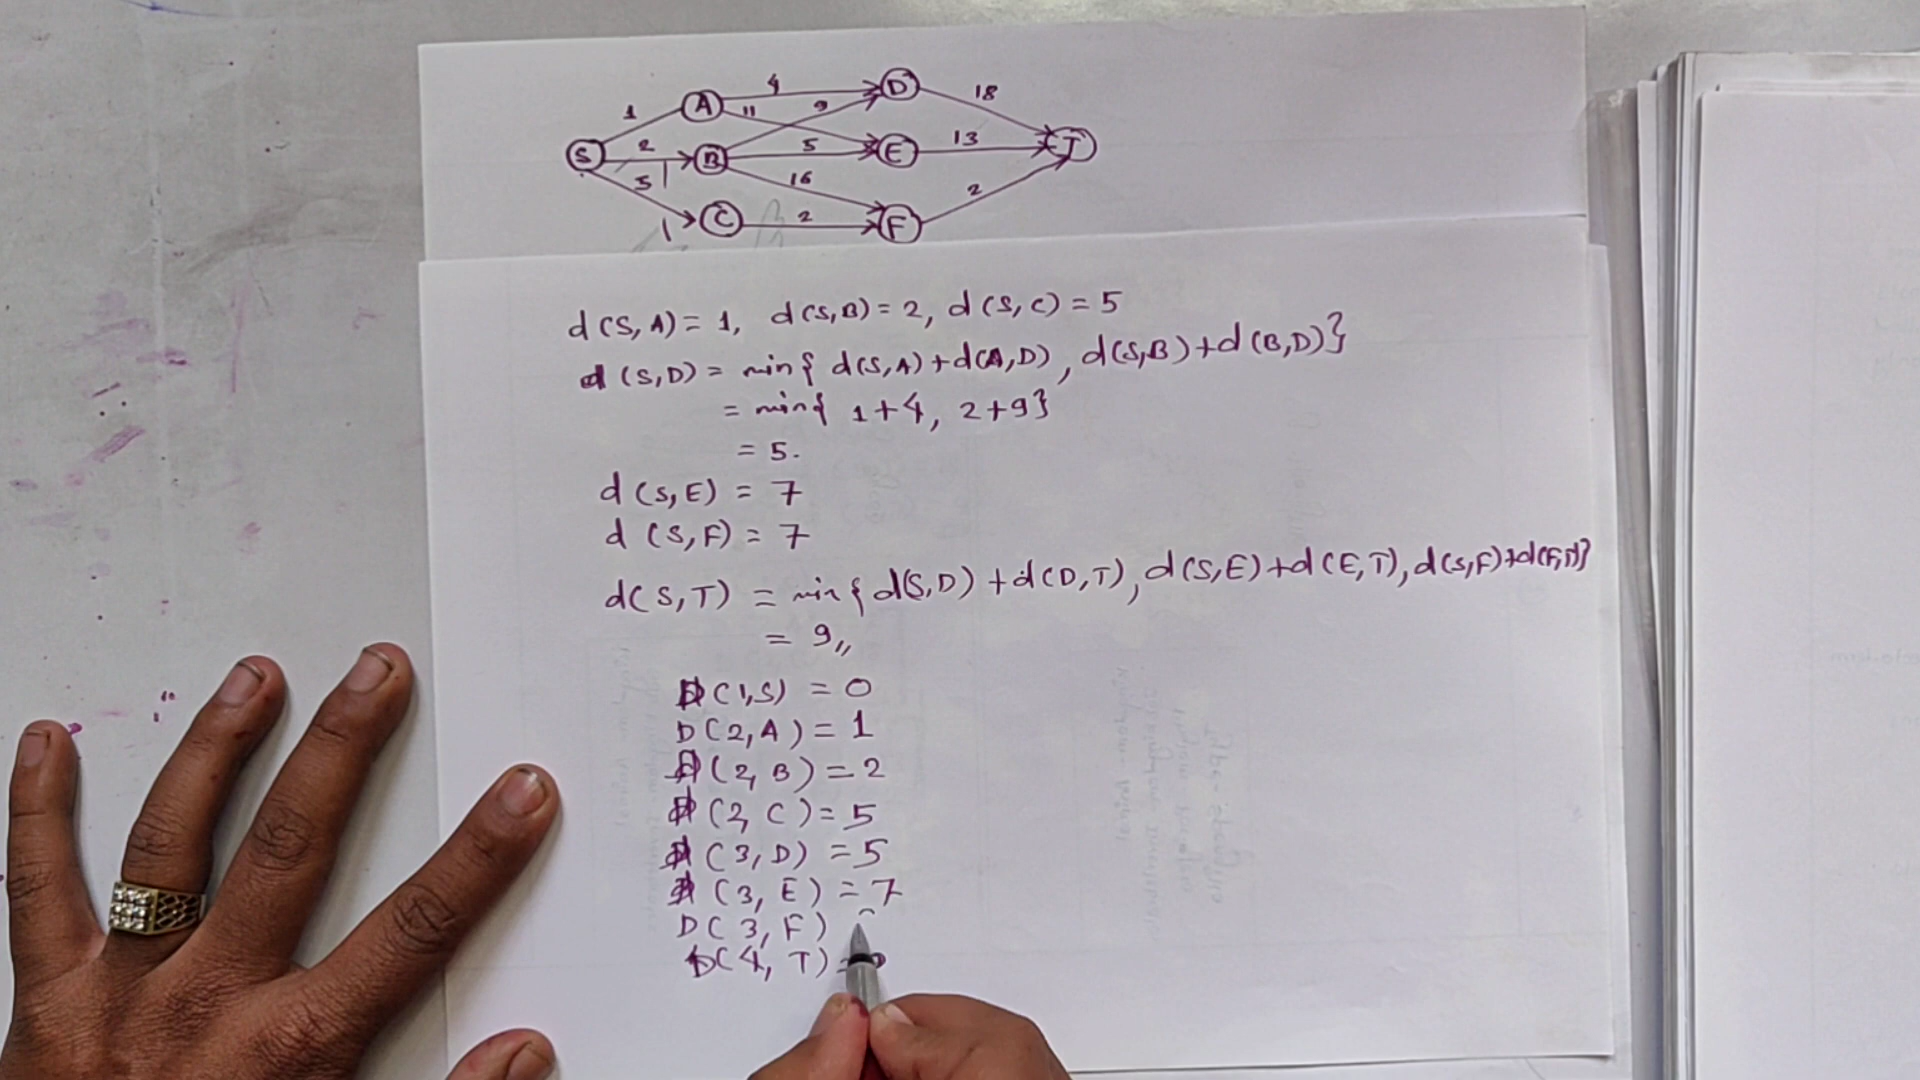 1 A 4 D 18
11 9
S 2 B 5 E 13 T
5 16 2
C 2 F
d(S,A) = 1, d(S,B) = 2, d(S,C) = 5
d(S,D) = min{ d(S,A)+d(A,D), d(S,B)+d(B,D)}
= min{ 1+4, 2+9}
= 5.
d(S,E) = 7
d(S,F) = 7
d(S,T) = min{ d(S,D)+d(D,T), d(S,E)+d(E,T), d(S,F)+d(F,T)}
= 9,,
D(1,S) = 0
D(2,A) = 1
D(2,B) = 2
D(2,C) = 5
D(3,D) = 5
D(3,E) = 7
D(3,F)
D(4,T) =